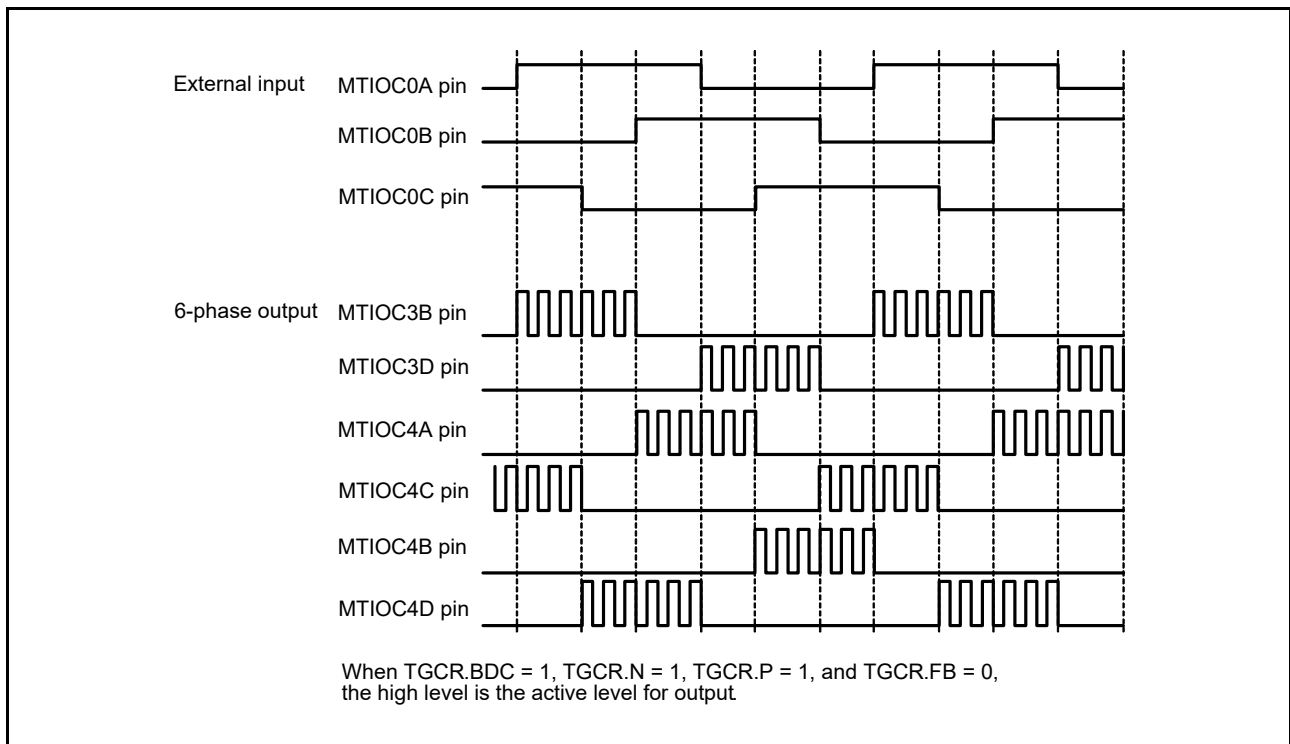 External input MTIOC0A pin
MTIOC0B pin
MTIOC0C pin
6-phase output MTIOC3B pin
MTIOC3D pin
MTIOC4A pin
MTIOC4C pin
MTIOC4B pin
MTIOC4D pin
When TGCR.BDC = 1, TGCR.N = 1, TGCR.P = 1, and TGCR.FB = 0,
the high level is the active level for output.